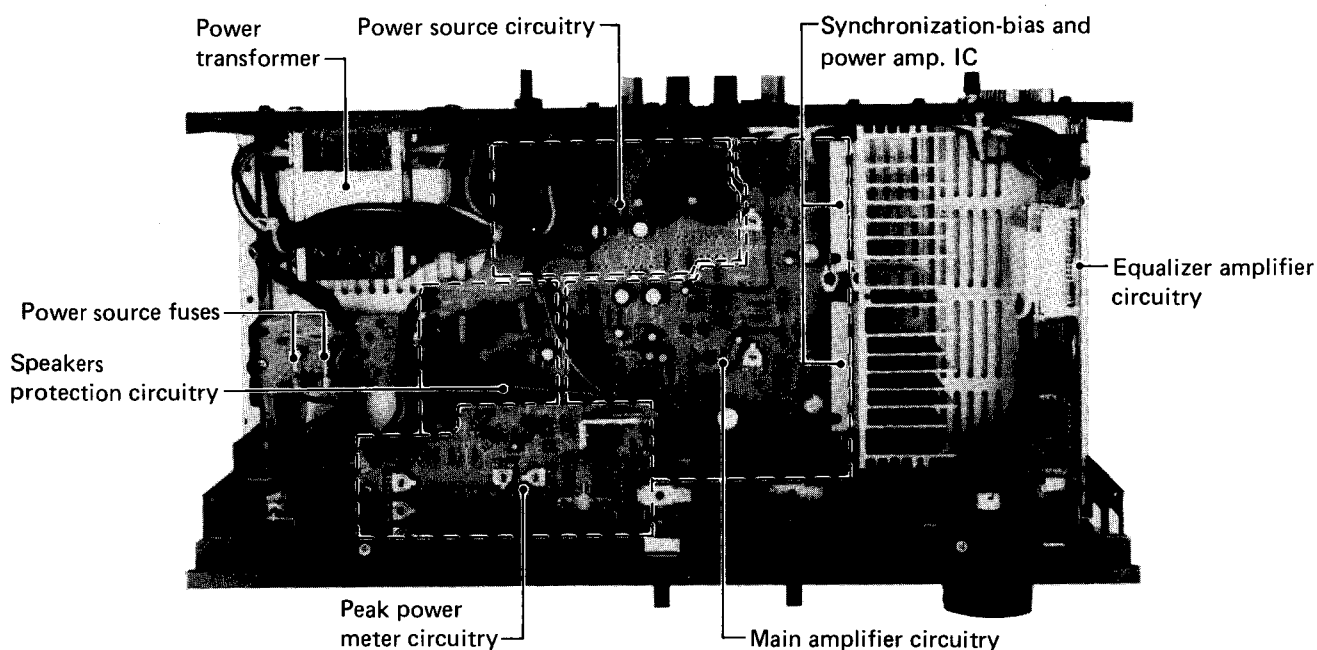 Power
transformer
Power source circuitry
Synchronization-bias and
power amp. IC
Equalizer amplifier
circuitry
Power source fuses
Speakers
protection circuitry
Peak power
meter circuitry
Main amplifier circuitry